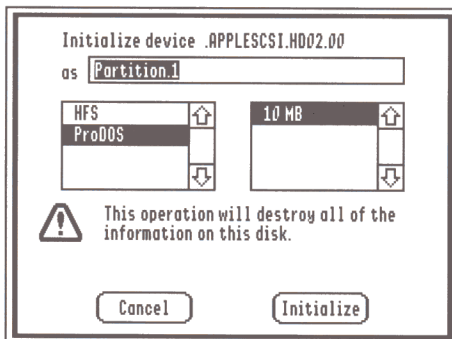 Initialize device .APPLESCSI.HD02.00
as Partition.1
HFS
ProDOS
10 MB
This operation will destroy all of the
information on this disk.
Cancel
Initialize